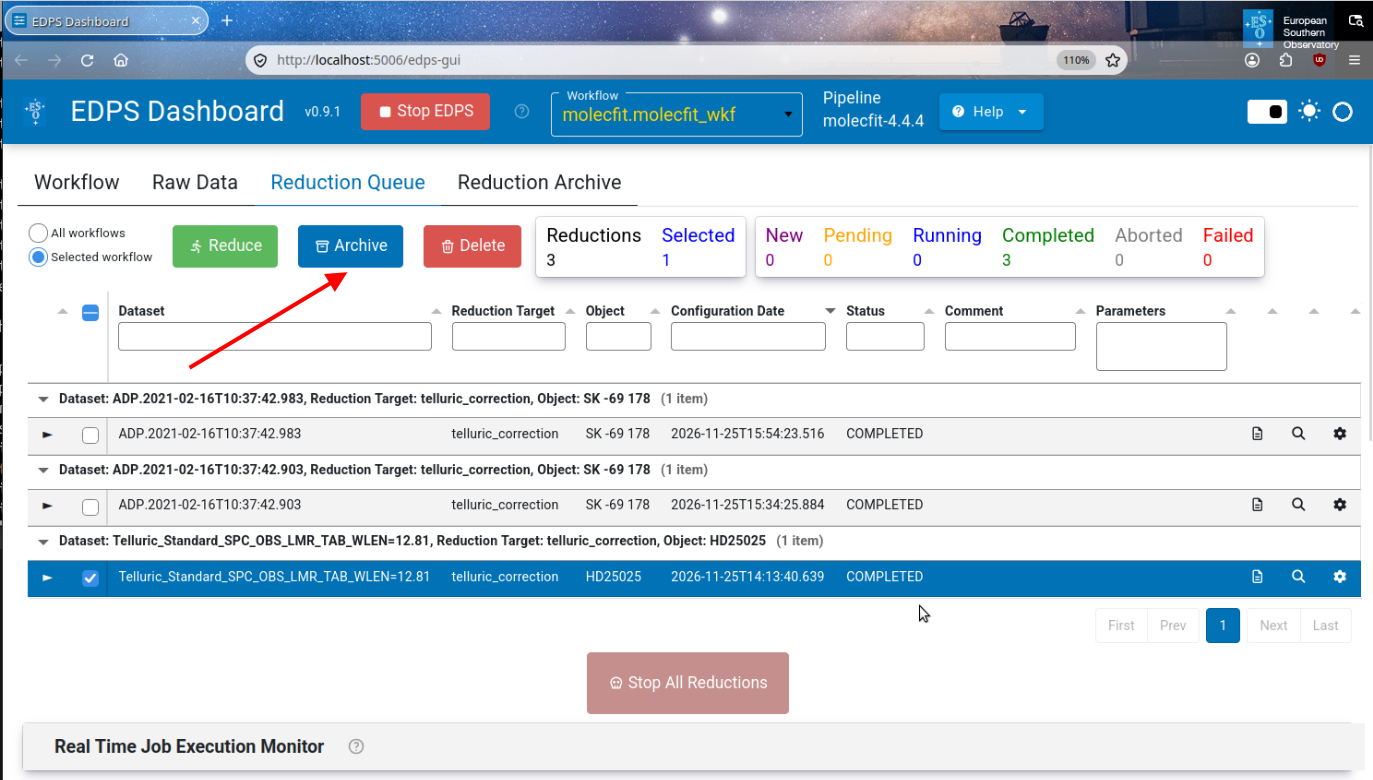 EDPS Dashboard
European
Southern
Observatory
http://localhost:5006/edps-gui
110%
EDPS Dashboard v0.9.1 Stop EDPS
Workflow
molecfit.molecfit_wkf
Pipeline
molecfit-4.4.4
Help
Workflow Raw Data Reduction Queue Reduction Archive
All workflows
Selected workflow
Reduce Archive Delete
Reductions Selected
3 1
New Pending Running Completed Aborted Failed
0 0 0 3 0 0
Dataset Reduction Target Object Configuration Date Status Comment Parameters
Dataset: ADP.2021-02-16T10:37:42.983, Reduction Target: telluric_correction, Object: SK -69 178 (1 item)
ADP.2021-02-16T10:37:42.983 telluric_correction SK -69 178 2026-11-25T15:54:23.516 COMPLETED
Dataset: ADP.2021-02-16T10:37:42.903, Reduction Target: telluric_correction, Object: SK -69 178 (1 item)
ADP.2021-02-16T10:37:42.903 telluric_correction SK -69 178 2026-11-25T15:34:25.884 COMPLETED
Dataset: Telluric_Standard_SPC_OBS_LMR_TAB_WLEN=12.81, Reduction Target: telluric_correction, Object: HD25025 (1 item)
Telluric_Standard_SPC_OBS_LMR_TAB_WLEN=12.81 telluric_correction HD25025 2026-11-25T14:13:40.639 COMPLETED
First Prev 1 Next Last
Stop All Reductions
Real Time Job Execution Monitor